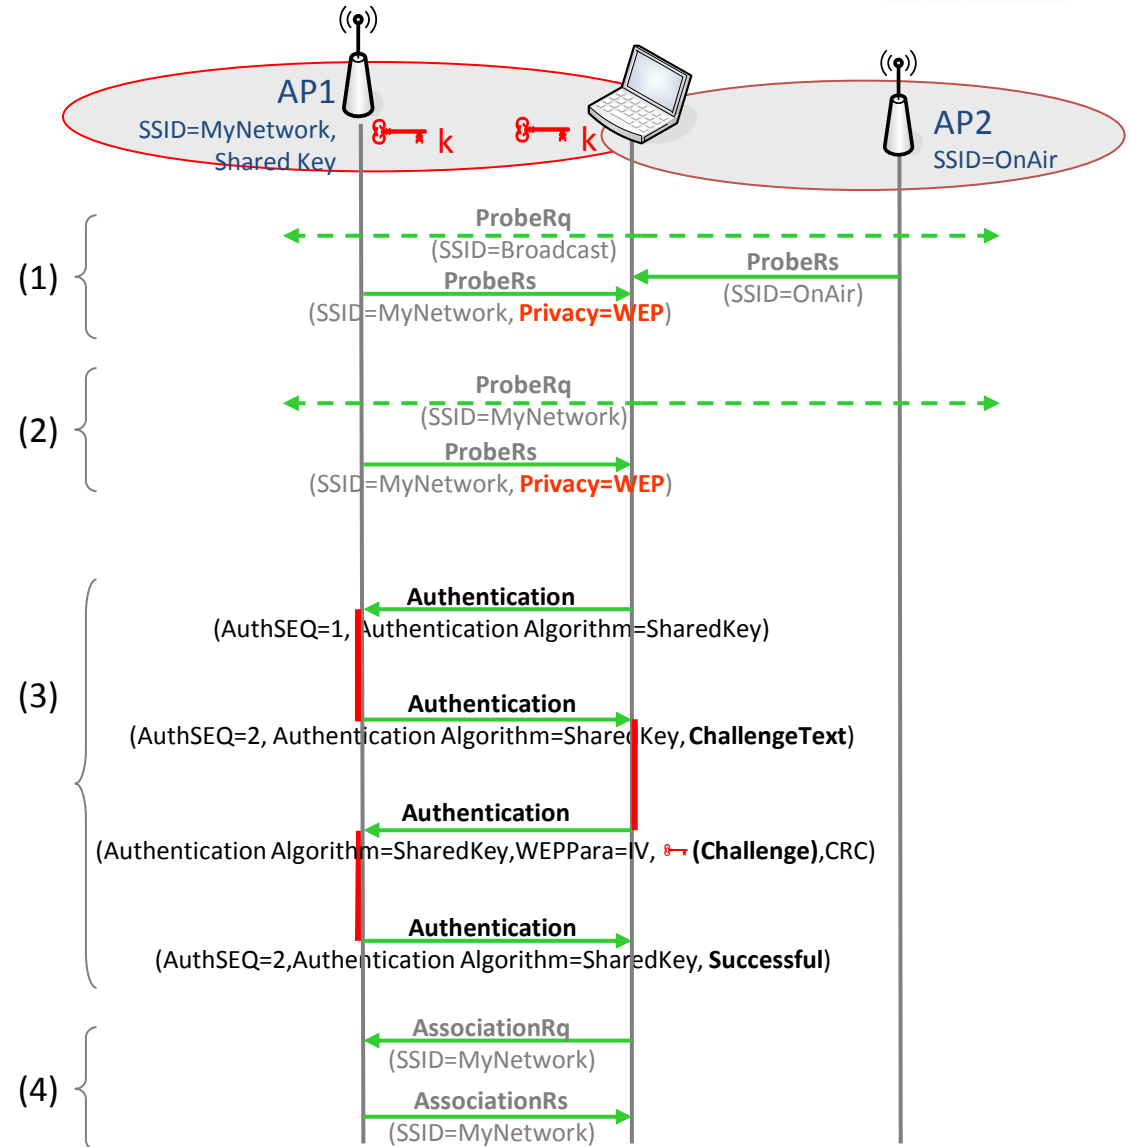 AP1
SSID=MyNetwork,
Shared Key
k
k
AP2
SSID=OnAir
(1)
ProbeRq
(SSID=Broadcast)
ProbeRs
(SSID=OnAir)
ProbeRs
(SSID=MyNetwork, Privacy=WEP)
(2)
ProbeRq
(SSID=MyNetwork)
ProbeRs
(SSID=MyNetwork, Privacy=WEP)
(3)
Authentication
(AuthSEQ=1, Authentication Algorithm=SharedKey)
Authentication
(AuthSEQ=2, Authentication Algorithm=SharedKey, ChallengeText)
Authentication
(Authentication Algorithm=SharedKey,WEPPara=IV, (Challenge),CRC)
Authentication
(AuthSEQ=2,Authentication Algorithm=SharedKey, Successful)
(4)
AssociationRq
(SSID=MyNetwork)
AssociationRs
(SSID=MyNetwork)